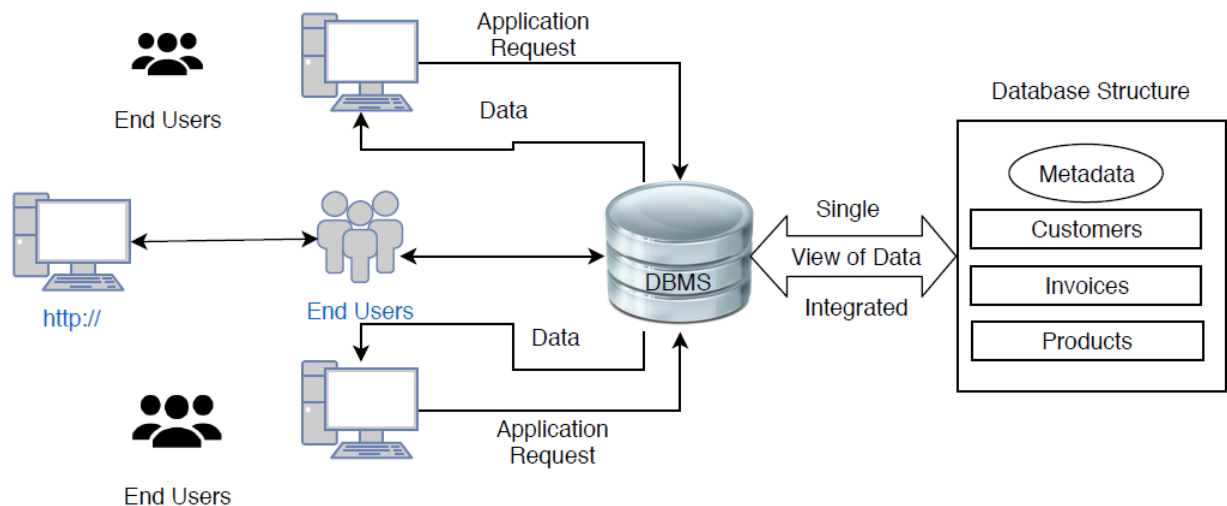 Application
Request
End Users
Data
http://
End Users
Data
Application
Request
End Users
DBMS
Single
View of Data
Integrated
Database Structure
Metadata
Customers
Invoices
Products